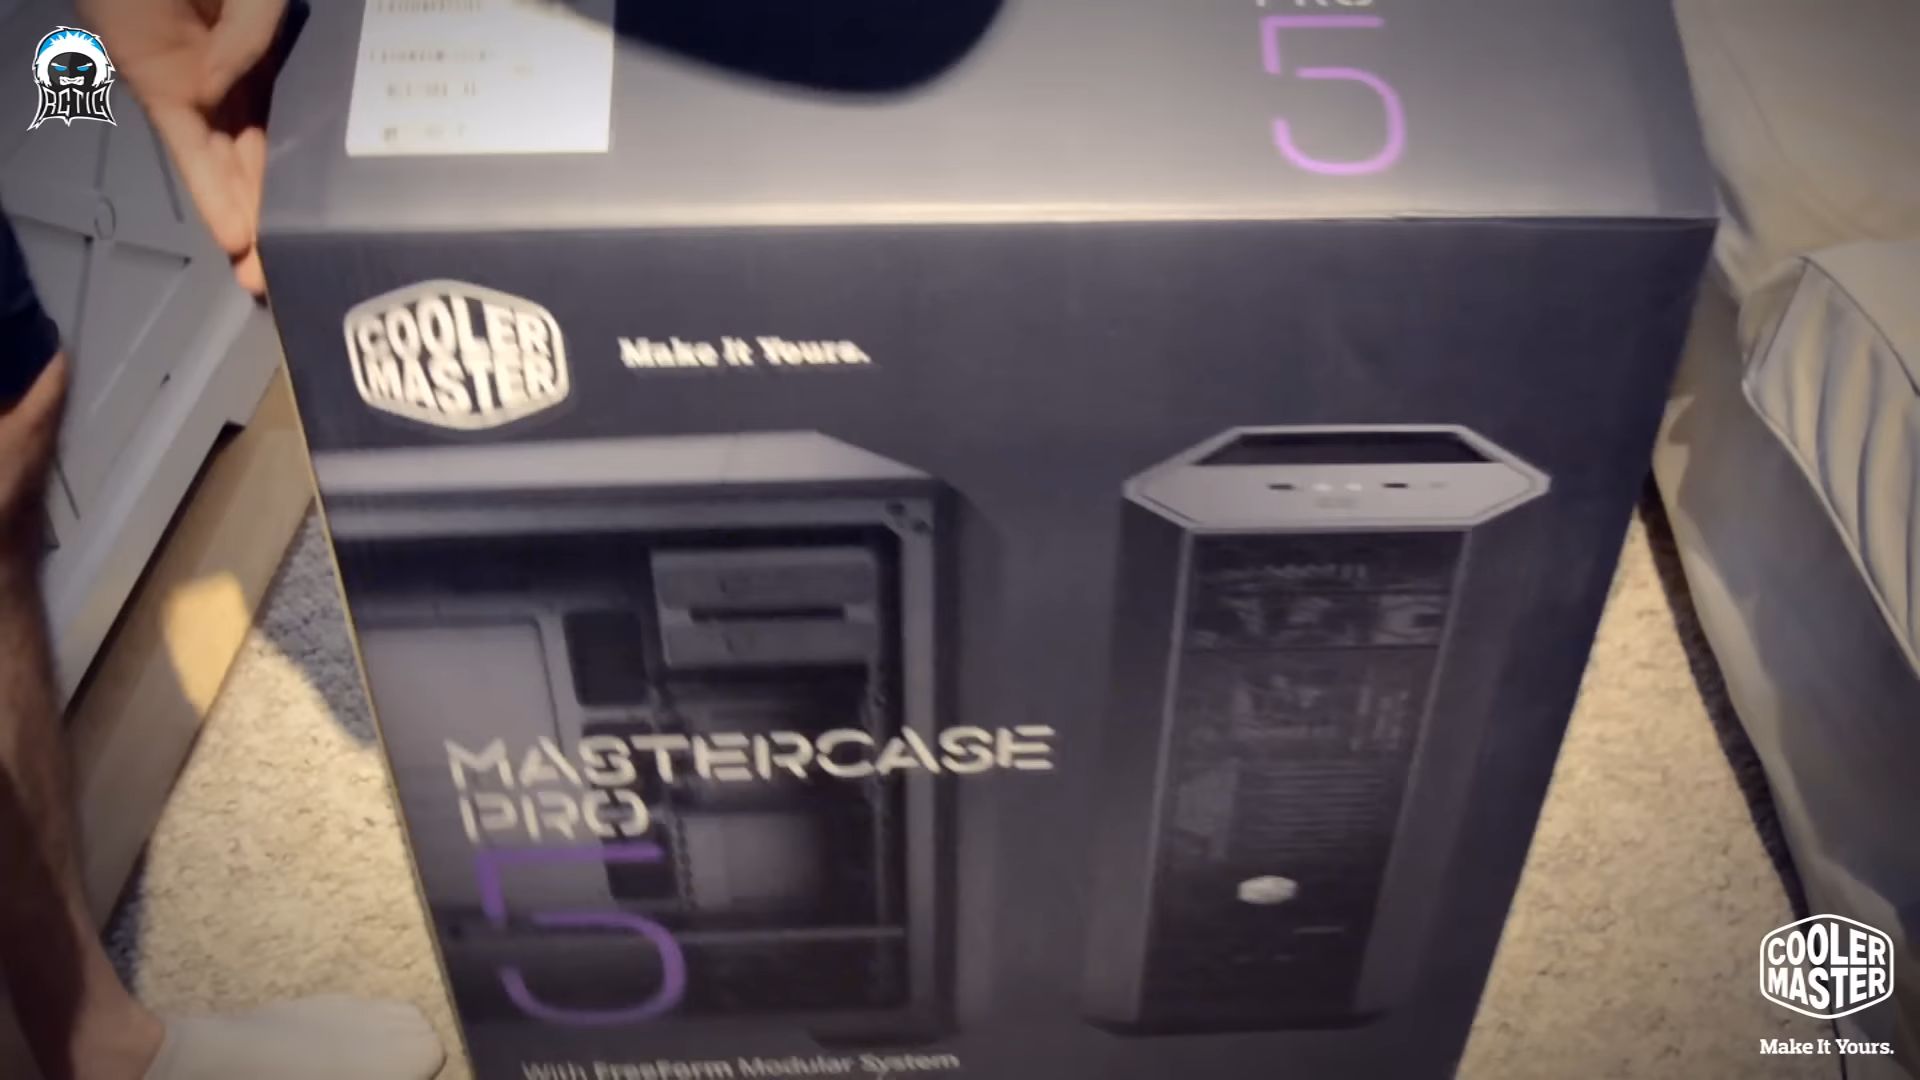 ACTIC
PRO
5
COOLER
MASTER
Make It Yours.
MASTERCASE
PRO
5
With FreeForm Modular System
COOLER
MASTER
Make It Yours.